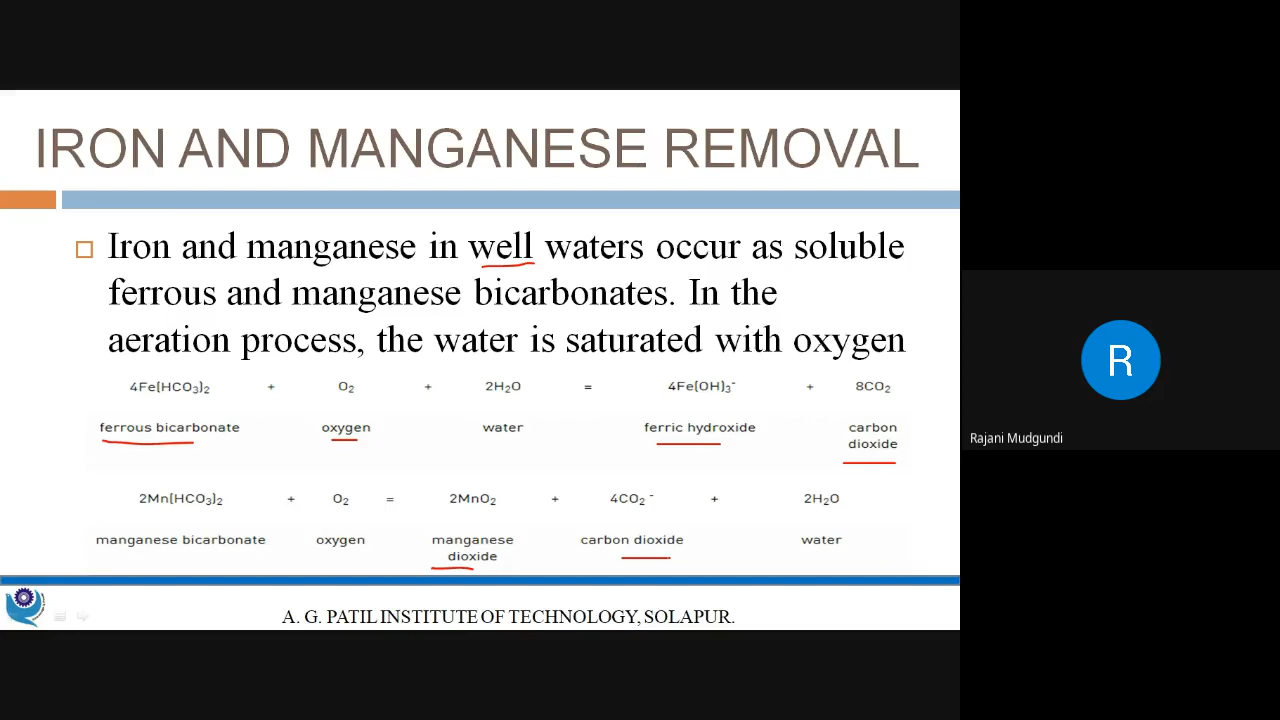 IRON AND MANGANESE REMOVAL
Iron and manganese in well waters occur as soluble
ferrous and manganese bicarbonates. In the
aeration process, the water is saturated with oxygen
4Fe(HCO₃)₂ + O₂ + 2H₂O = 4Fe(OH)₃⁻ + 8CO₂
ferrous bicarbonate oxygen water ferric hydroxide carbon
dioxide
2Mn(HCO₃)₂ + O₂ = 2MnO₂ + 4CO₂⁻ + 2H₂O
manganese bicarbonate oxygen manganese carbon dioxide water
dioxide
A. G. PATIL INSTITUTE OF TECHNOLOGY, SOLAPUR.
R
Rajani Mudgundi